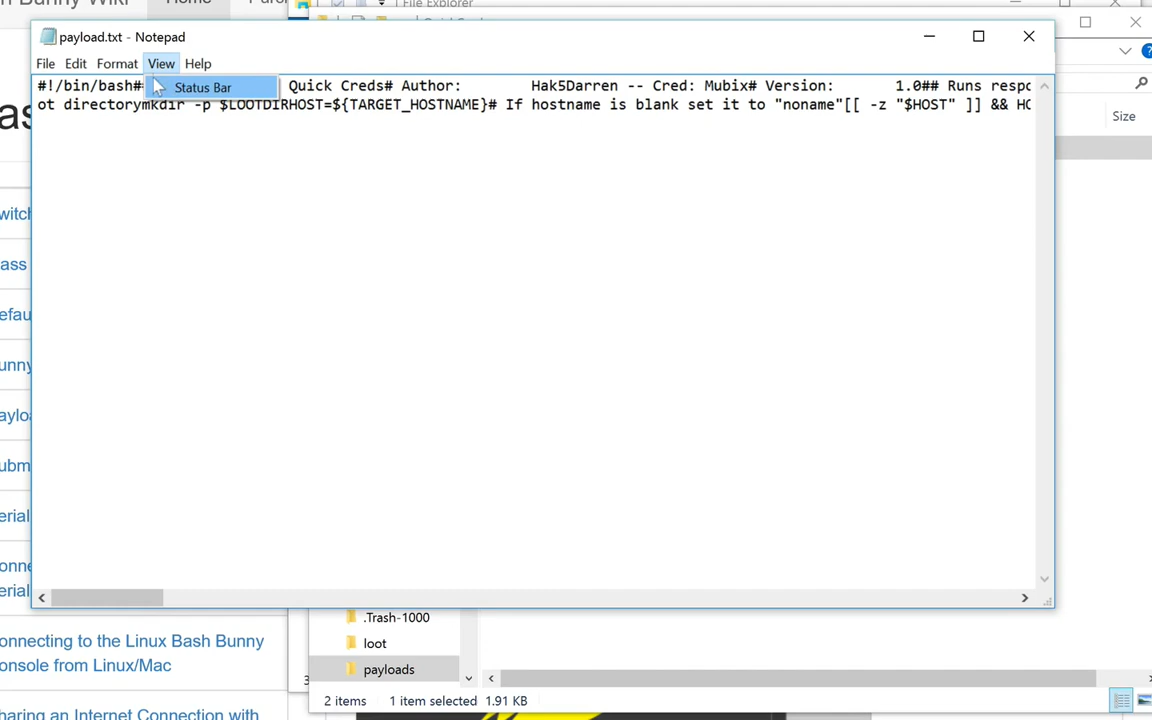 Bunny Wiki
Home
File Explorer
payload.txt - Notepad
File Edit Format View Help
Status Bar
#!/bin/bash# Quick Creds# Author: Hak5Darren -- Cred: Mubix# Version: 1.0## Runs respo
ot directorymkdir -p $LOOTDIRHOST=${TARGET_HOSTNAME}# If hostname is blank set it to "noname"[[ -z "$HOST" ]] && HO
Size
as
witch
ass
efau
unny
aylo
ubm
erial
onne
erial
onnecting to the Linux Bash Bunny
onsole from Linux/Mac
haring an Internet Connection with
.Trash-1000
loot
payloads
2 items 1 item selected 1.91 KB